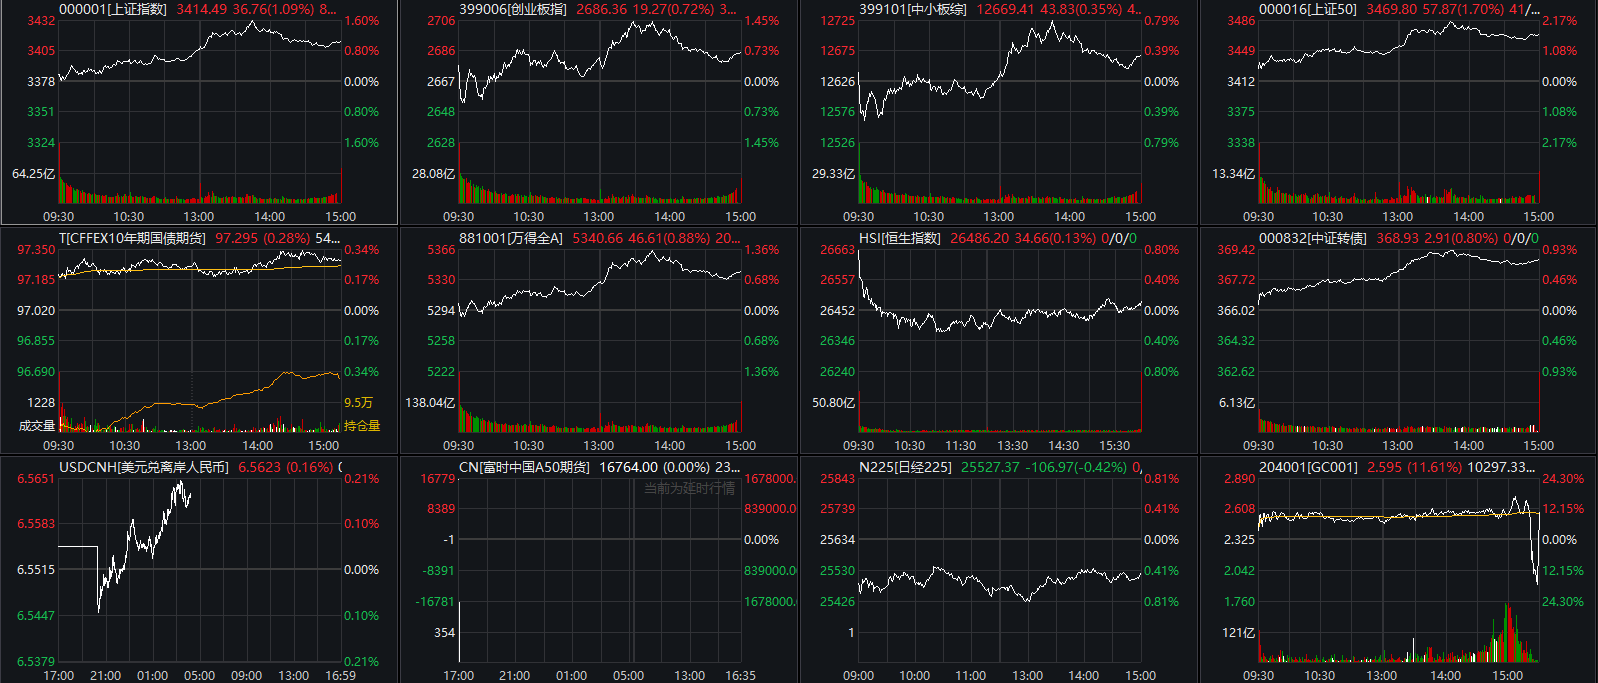 000001[上证指数] 3414.49 36.76(1.09%) 8...
3432 1.60%
3405 0.80%
3378 0.00%
3351 0.80%
3324 1.60%
64.25亿
09:30 10:30 13:00 14:00 15:00
399006[创业板指] 2686.36 19.27(0.72%) 3...
2706 1.45%
2686 0.73%
2667 0.00%
2648 0.73%
2628 1.45%
28.08亿
09:30 10:30 13:00 14:00 15:00
399101[中小板综] 12669.41 43.83(0.35%) 4..
12725 0.79%
12675 0.39%
12626 0.00%
12576 0.39%
12526 0.79%
29.33亿
09:30 10:30 13:00 14:00 15:00
000016[上证50] 3469.80 57.87(1.70%) 41/...
3486 2.17%
3449 1.08%
3412 0.00%
3375 1.08%
3338 2.17%
13.34亿
09:30 10:30 13:00 14:00 15:00
T[CFFEX10年期国债期货] 97.295 (0.28%) 54...
97.350 0.34%
97.185 0.17%
97.020 0.00%
96.855 0.17%
96.690 0.34%
1228 9.5万
成交量 持仓量
09:30 10:30 13:00 14:00 15:00
881001[万得全A] 5340.66 46.61(0.88%) 20...
5366 1.36%
5330 0.68%
5294 0.00%
5258 0.68%
5222 1.36%
138.04亿
09:30 10:30 13:00 14:00 15:00
HSI[恒生指数] 26486.20 34.66(0.13%) 0/0/0
26663 0.80%
26557 0.40%
26452 0.00%
26346 0.40%
26240 0.80%
50.80亿
09:30 10:30 11:30 13:30 14:30 15:30
000832[中证转债] 368.93 2.91(0.80%) 0/0/0
369.42 0.93%
367.72 0.46%
366.02 0.00%
364.32 0.46%
362.62 0.93%
6.13亿
09:30 10:30 13:00 14:00 15:00
USDCNH[美元兑离岸人民币] 6.5623 (0.16%)
6.5651 0.21%
6.5583 0.10%
6.5515 0.00%
6.5447 0.10%
6.5379 0.21%
17:00 21:00 01:00 05:00 09:00 13:00 16:59
CN[富时中国A50期货] 16764.00 (0.00%) 23...
当前为延时行情
16779 1678000.
8389 839000.0
-1 0.00%
-8391 839000.0
-16781 1678000.
354
17:00 21:00 01:00 05:00 13:00 16:35
N225[日经225] 25527.37 -106.97(-0.42%) 0,
25843 0.81%
25739 0.41%
25634 0.00%
25530 0.41%
25426 0.81%
1
09:00 10:00 11:00 13:00 14:00 15:00
204001[GC001] 2.595 (11.61%) 10297.33...
2.890 24.30%
2.608 12.15%
2.325 0.00%
2.042 12.15%
1.760 24.30%
121亿
09:30 10:30 13:00 14:00 15:00